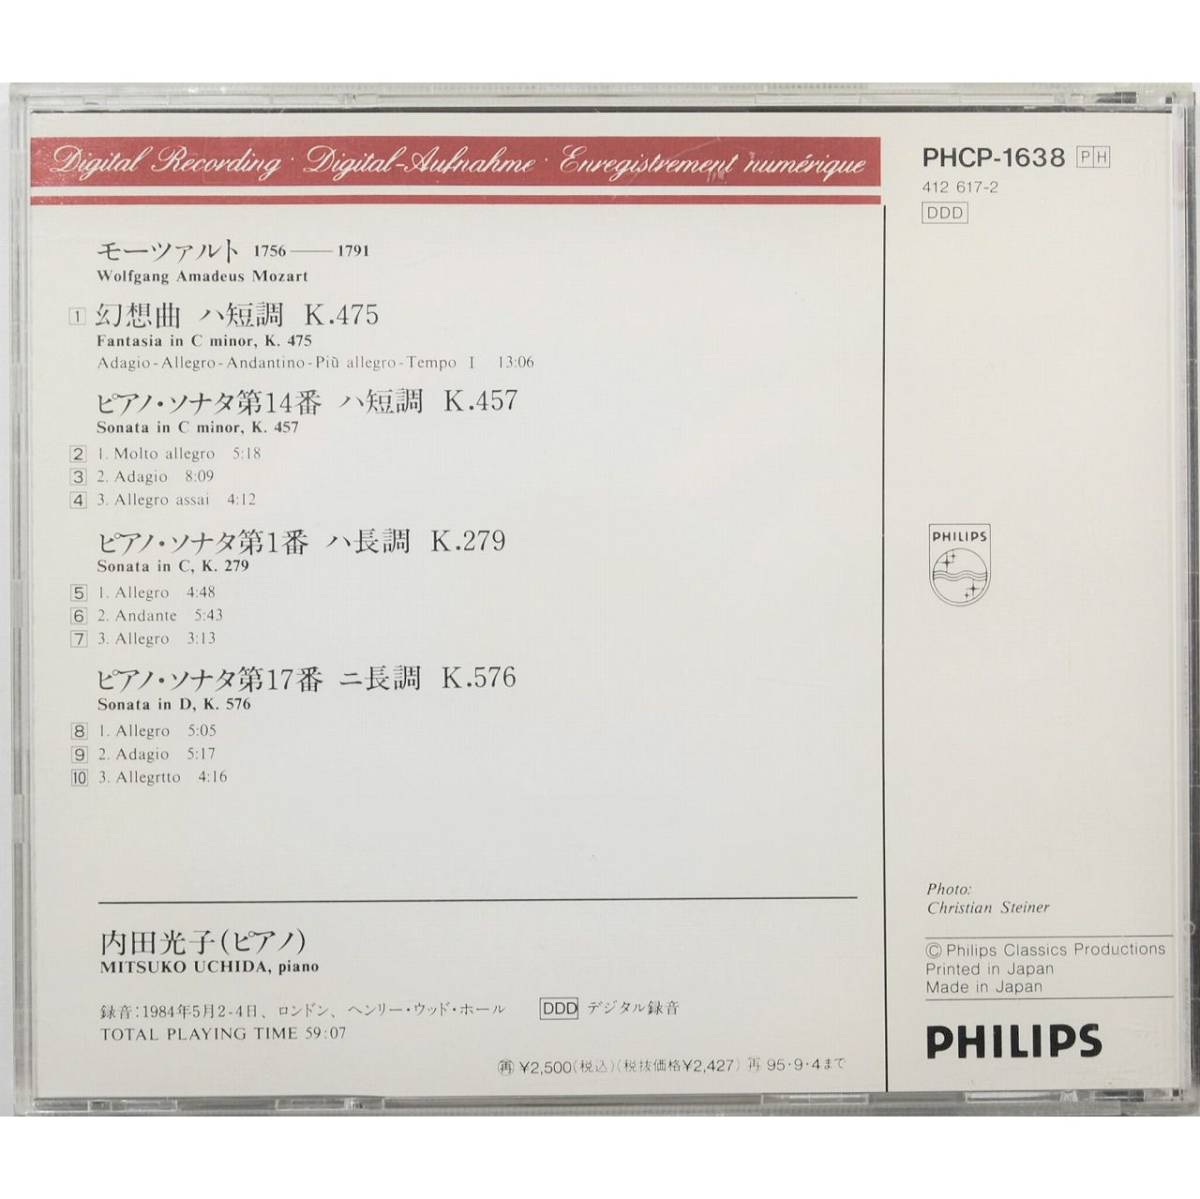 Digital Recording · Digital-Aufnahme · Enregistrement numérique
モーツァルト 1756——1791
Wolfgang Amadeus Mozart
1 幻想曲 ハ短調 K.475
Fantasia in C minor, K. 475
Adagio-Allegro-Andantino-Più allegro-Tempo I 13:06
ピアノ・ソナタ第14番 ハ短調 K.457
Sonata in C minor, K. 457
2 1. Molto allegro 5:18
3 2. Adagio 8:09
4 3. Allegro assai 4:12
ピアノ・ソナタ第1番 ハ長調 K.279
Sonata in C, K. 279
5 1. Allegro 4:48
6 2. Andante 5:43
7 3. Allegro 3:13
ピアノ・ソナタ第17番 ニ長調 K.576
Sonata in D, K. 576
8 1. Allegro 5:05
9 2. Adagio 5:17
10 3. Allegrtto 4:16
内田光子(ピアノ)
MITSUKO UCHIDA, piano
録音:1984年5月2-4日、ロンドン、ヘンリー・ウッド・ホール DDD デジタル録音
TOTAL PLAYING TIME 59:07
再 ¥2,500(税込)(税抜価格¥2,427) 再 95・9・4まで
PHCP-1638 PH
412 617-2
DDD
PHILIPS
Photo:
Christian Steiner
© Philips Classics Productions
Printed in Japan
Made in Japan
PHILIPS